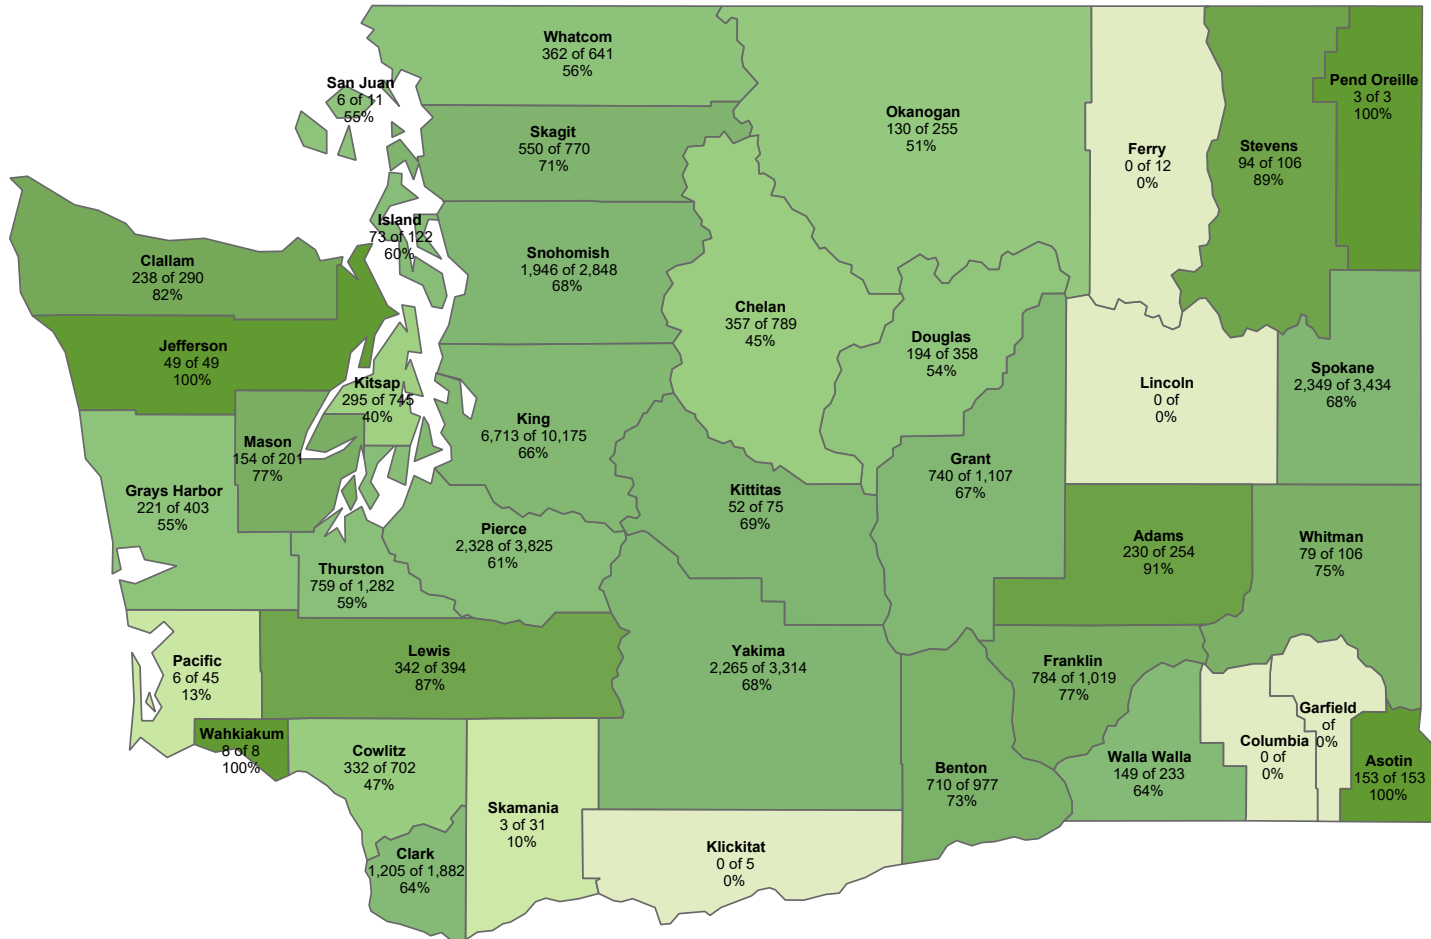 Whatcom
362 of 641
56%
San Juan
6 of 11
55%
Skagit
550 of 770
71%
Okanogan
130 of 255
51%
Ferry
0 of 12
0%
Stevens
94 of 106
89%
Pend Oreille
3 of 3
100%
Island
73 of 122
60%
Clallam
238 of 290
82%
Snohomish
1,946 of 2,848
68%
Chelan
357 of 789
45%
Douglas
194 of 358
54%
Jefferson
49 of 49
100%
Kitsap
295 of 745
40%
Lincoln
0 of
0%
Spokane
2,349 of 3,434
68%
King
6,713 of 10,175
66%
Mason
154 of 201
77%
Grant
740 of 1,107
67%
Grays Harbor
221 of 403
55%
Kittitas
52 of 75
69%
Pierce
2,328 of 3,825
61%
Adams
230 of 254
91%
Whitman
79 of 106
75%
Thurston
759 of 1,282
59%
Lewis
342 of 394
87%
Yakima
2,265 of 3,314
68%
Franklin
784 of 1,019
77%
Pacific
6 of 45
13%
Garfield
of
0%
Wahkiakum
8 of 8
100%
Cowlitz
332 of 702
47%
Columbia
0 of
0%
Walla Walla
149 of 233
64%
Benton
710 of 977
73%
Asotin
153 of 153
100%
Skamania
3 of 31
10%
Klickitat
0 of 5
0%
Clark
1,205 of 1,882
64%